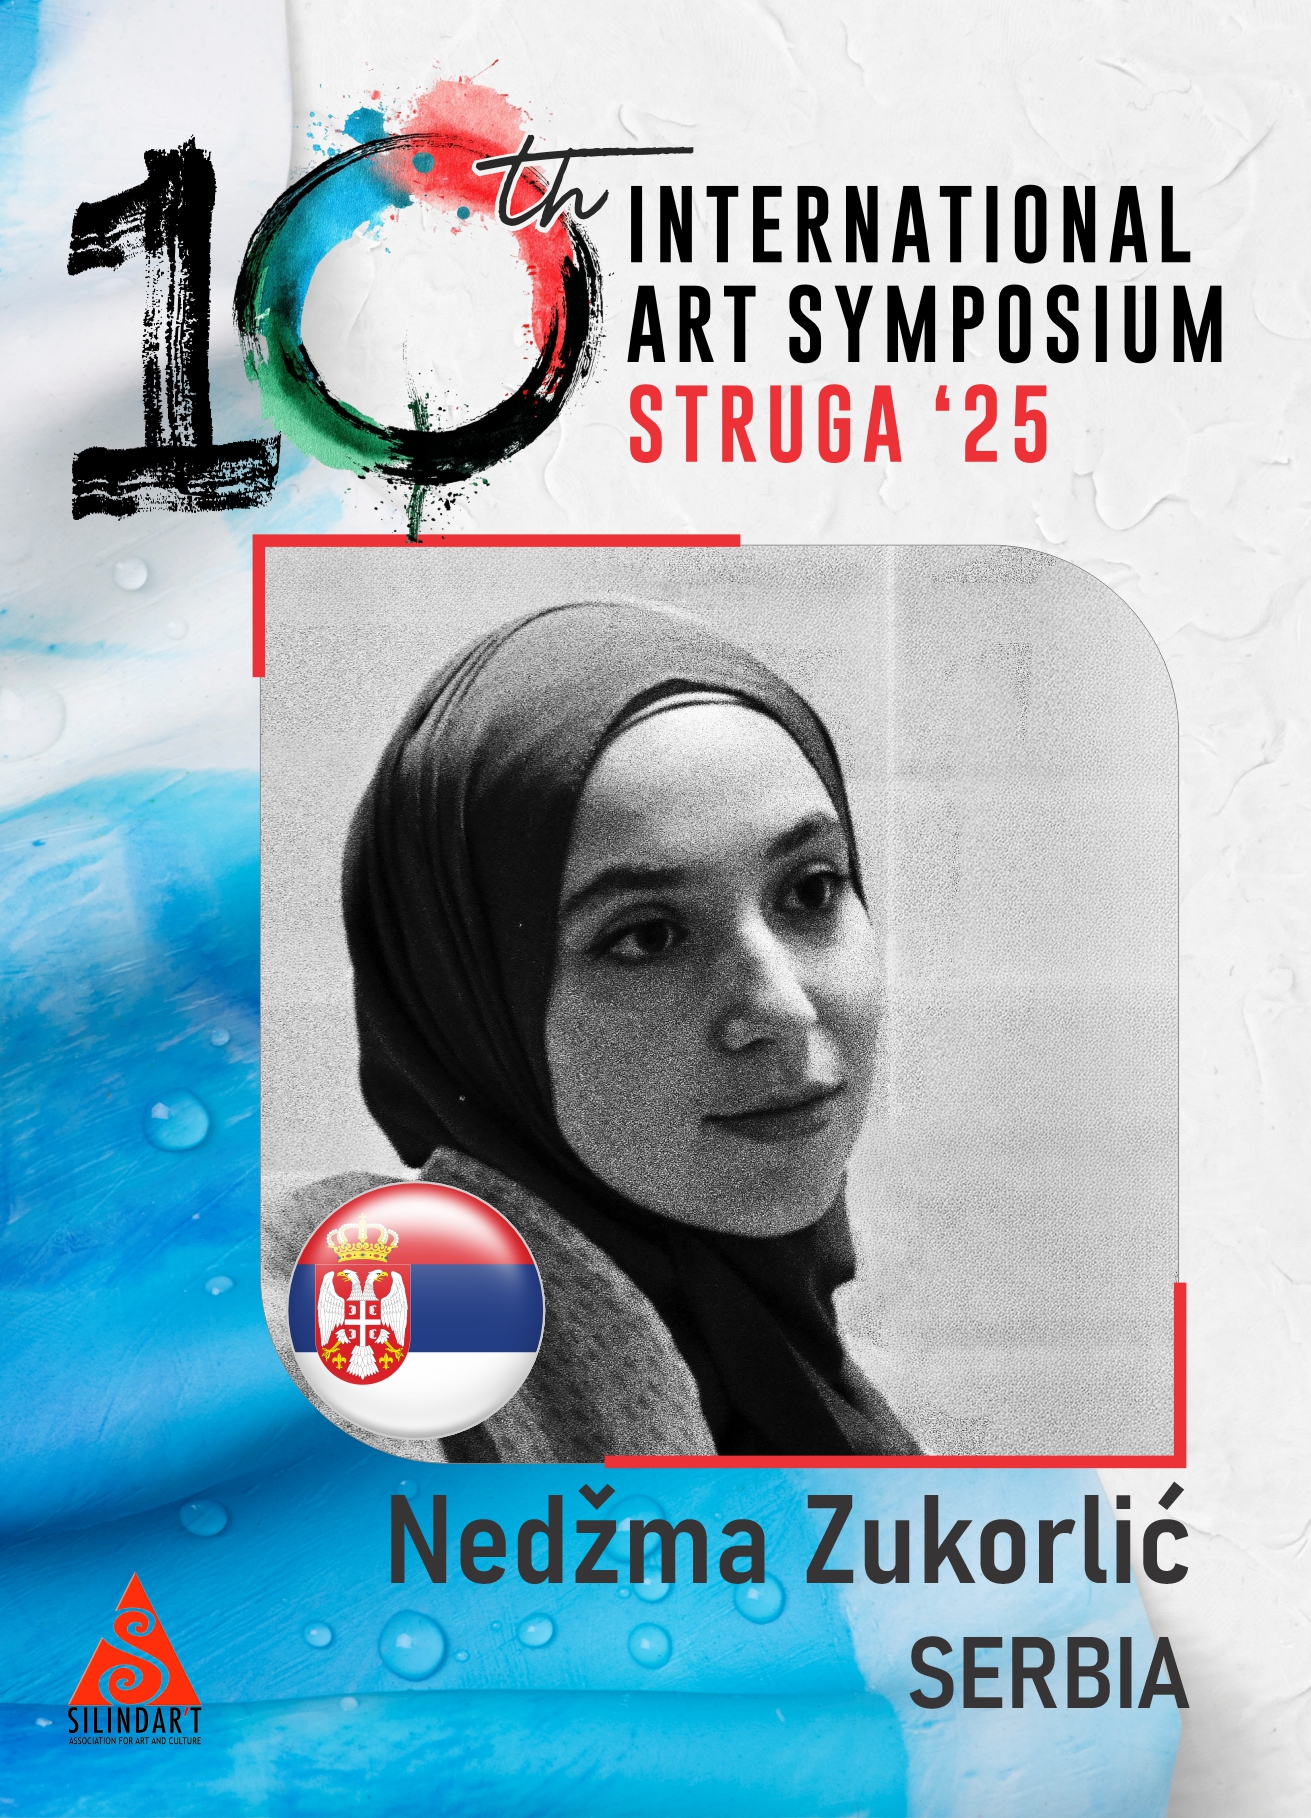 10th
INTERNATIONAL
ART SYMPOSIUM
STRUGA ‘25
Nedžma Zukorlić
SERBIA
SILINDAR'T
ASSOCIATION FOR ART AND CULTURE